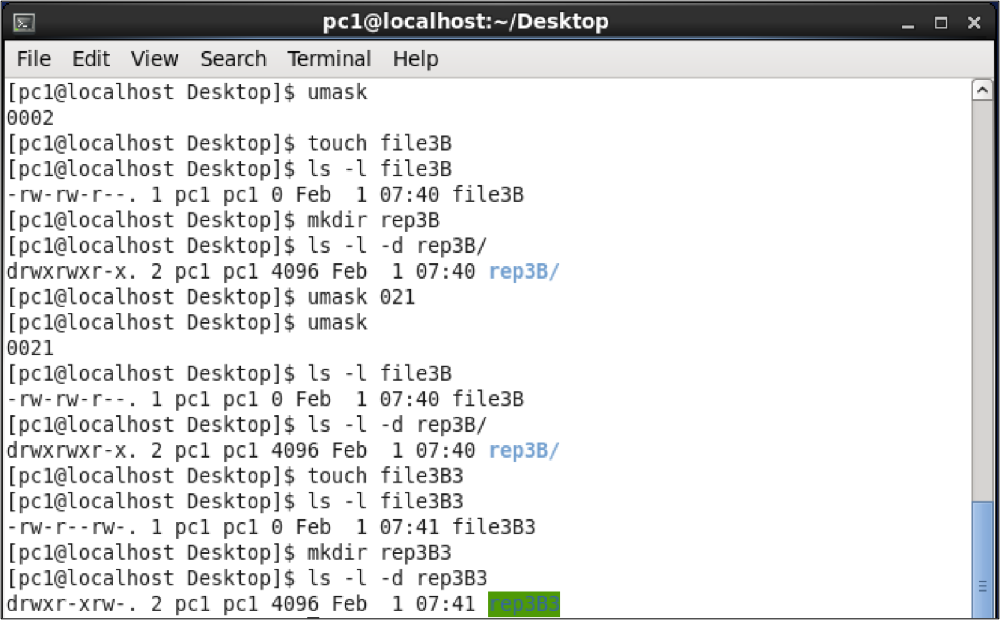 pc1@localhost:~/Desktop
File Edit View Search Terminal Help
[pc1@localhost Desktop]$ umask
0002
[pc1@localhost Desktop]$ touch file3B
[pc1@localhost Desktop]$ ls -l file3B
-rw-rw-r--. 1 pc1 pc1 0 Feb  1 07:40 file3B
[pc1@localhost Desktop]$ mkdir rep3B
[pc1@localhost Desktop]$ ls -l -d rep3B/
drwxrwxr-x. 2 pc1 pc1 4096 Feb  1 07:40 rep3B/
[pc1@localhost Desktop]$ umask 021
[pc1@localhost Desktop]$ umask
0021
[pc1@localhost Desktop]$ ls -l file3B
-rw-rw-r--. 1 pc1 pc1 0 Feb  1 07:40 file3B
[pc1@localhost Desktop]$ ls -l -d rep3B/
drwxrwxr-x. 2 pc1 pc1 4096 Feb  1 07:40 rep3B/
[pc1@localhost Desktop]$ touch file3B3
[pc1@localhost Desktop]$ ls -l file3B3
-rw-r--rw-. 1 pc1 pc1 0 Feb  1 07:41 file3B3
[pc1@localhost Desktop]$ mkdir rep3B3
[pc1@localhost Desktop]$ ls -l -d rep3B3
drwxr-xrw-. 2 pc1 pc1 4096 Feb  1 07:41 rep3B3